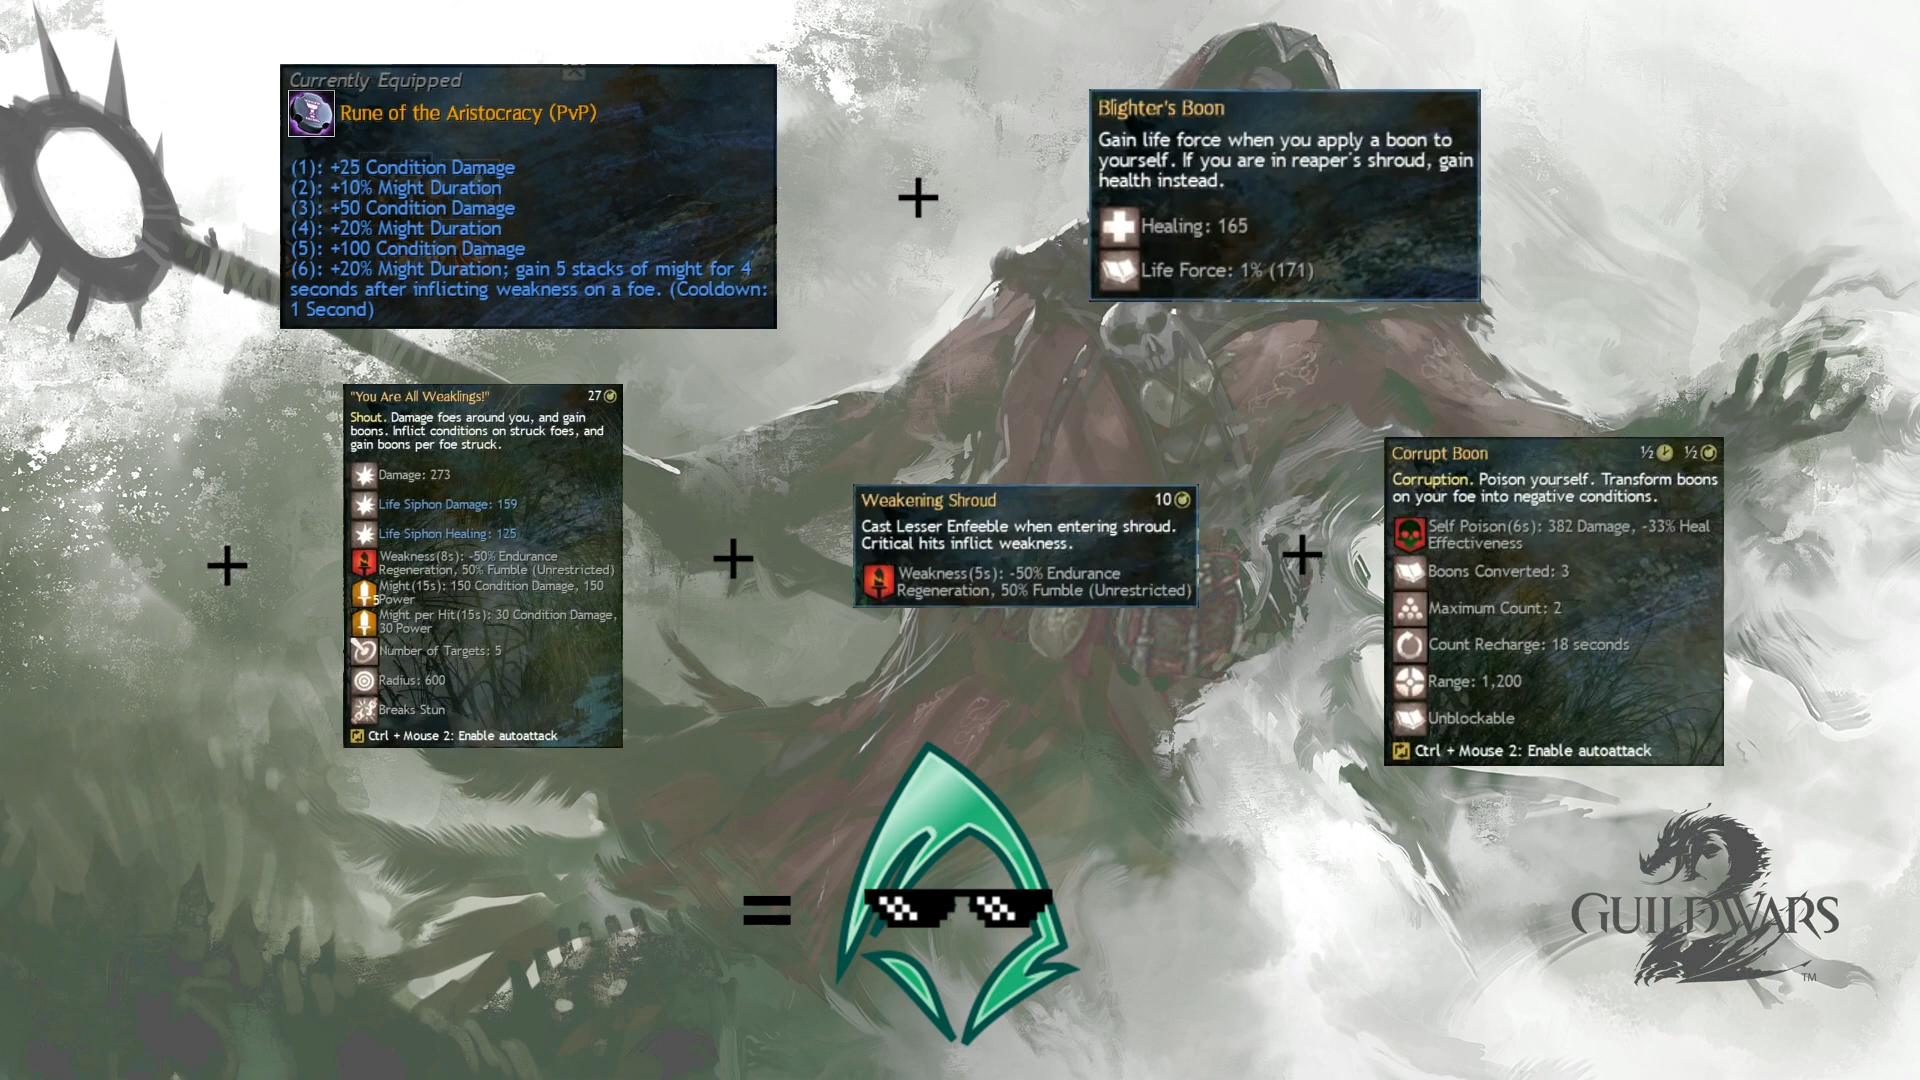 Currently Equipped
Rune of the Aristocracy (PvP)
(1): +25 Condition Damage
(2): +10% Might Duration
(3): +50 Condition Damage
(4): +20% Might Duration
(5): +100 Condition Damage
(6): +20% Might Duration; gain 5 stacks of might for 4
seconds after inflicting weakness on a foe. (Cooldown:
1 Second)
+
Blighter's Boon
Gain life force when you apply a boon to
yourself. If you are in reaper's shroud, gain
health instead.
Healing: 165
Life Force: 1% (171)
+
"You Are All Weaklings!" 27
Shout. Damage foes around you, and gain
boons. Inflict conditions on struck foes, and
gain boons per foe struck.
Damage: 273
Life Siphon Damage: 159
Life Siphon Healing: 125
Weakness(8s): -50% Endurance
Regeneration, 50% Fumble (Unrestricted)
Might(15s): 150 Condition Damage, 150
5 Power
Might per Hit(15s): 30 Condition Damage,
30 Power
Number of Targets: 5
Radius: 600
Breaks Stun
Ctrl + Mouse 2: Enable autoattack
+
Weakening Shroud 10
Cast Lesser Enfeeble when entering shroud.
Critical hits inflict weakness.
Weakness(5s): -50% Endurance
Regeneration, 50% Fumble (Unrestricted)
+
Corrupt Boon ½ ½
Corruption. Poison yourself. Transform boons
on your foe into negative conditions.
Self Poison(6s): 382 Damage, -33% Heal
Effectiveness
Boons Converted: 3
Maximum Count: 2
Count Recharge: 18 seconds
Range: 1,200
Unblockable
Ctrl + Mouse 2: Enable autoattack
=
GUILD WARS
2
TM